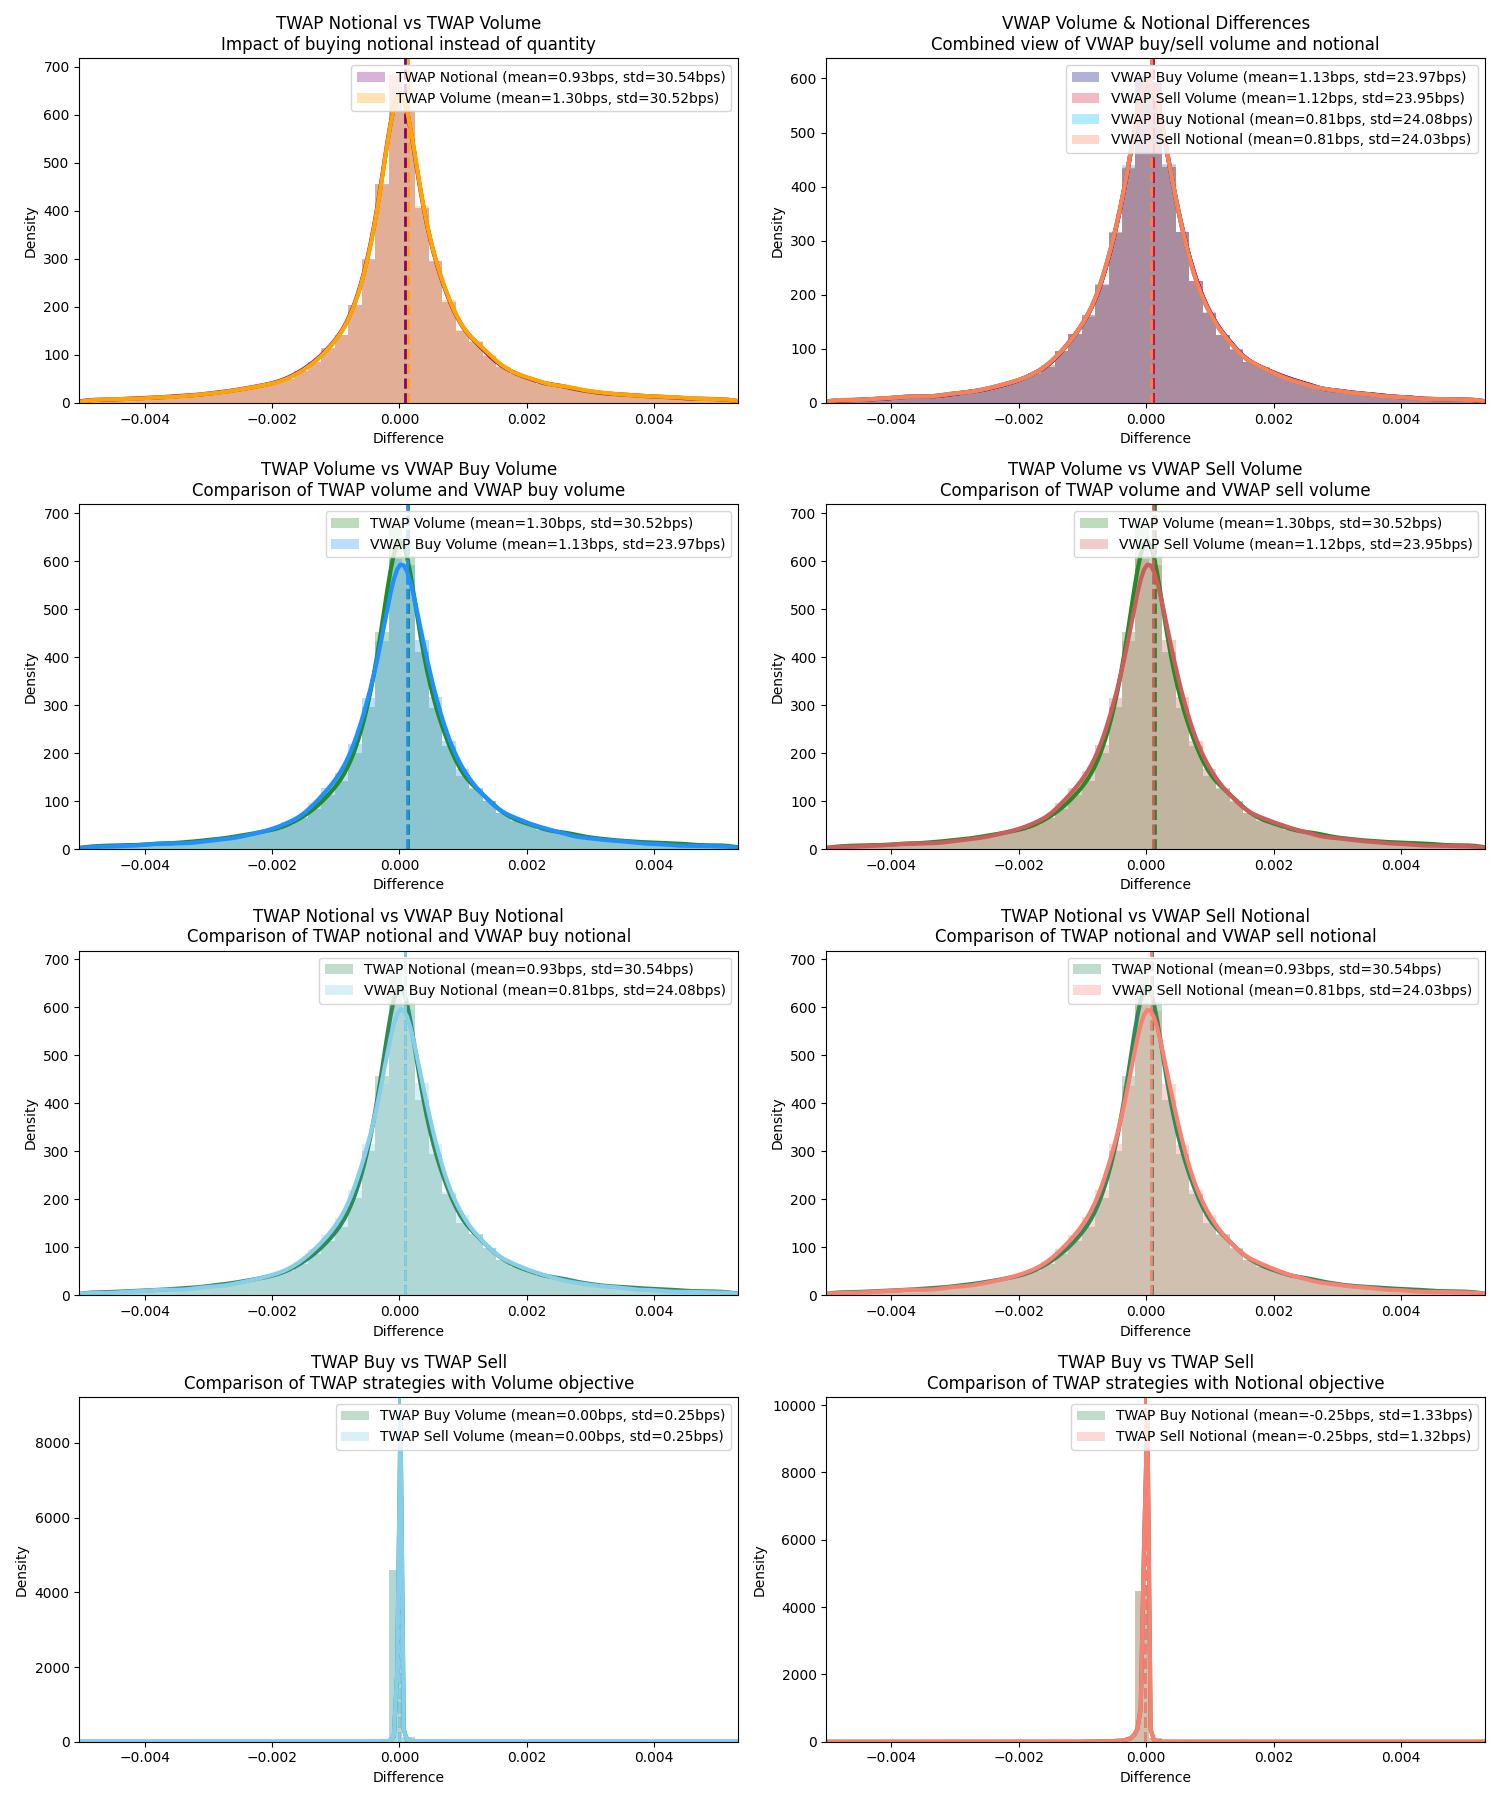 TWAP Notional vs TWAP Volume
Impact of buying notional instead of quantity
TWAP Notional (mean=0.93bps, std=30.54bps)
TWAP Volume (mean=1.30bps, std=30.52bps)
700
600
500
400
300
200
100
0
Density
−0.004
−0.002
0.000
0.002
0.004
Difference
VWAP Volume & Notional Differences
Combined view of VWAP buy/sell volume and notional
VWAP Buy Volume (mean=1.13bps, std=23.97bps)
VWAP Sell Volume (mean=1.12bps, std=23.95bps)
VWAP Buy Notional (mean=0.81bps, std=24.08bps)
VWAP Sell Notional (mean=0.81bps, std=24.03bps)
600
500
400
300
200
100
0
Density
−0.004
−0.002
0.000
0.002
0.004
Difference
TWAP Volume vs VWAP Buy Volume
Comparison of TWAP volume and VWAP buy volume
TWAP Volume (mean=1.30bps, std=30.52bps)
VWAP Buy Volume (mean=1.13bps, std=23.97bps)
700
600
500
400
300
200
100
0
Density
−0.004
−0.002
0.000
0.002
0.004
Difference
TWAP Volume vs VWAP Sell Volume
Comparison of TWAP volume and VWAP sell volume
TWAP Volume (mean=1.30bps, std=30.52bps)
VWAP Sell Volume (mean=1.12bps, std=23.95bps)
700
600
500
400
300
200
100
0
Density
−0.004
−0.002
0.000
0.002
0.004
Difference
TWAP Notional vs VWAP Buy Notional
Comparison of TWAP notional and VWAP buy notional
TWAP Notional (mean=0.93bps, std=30.54bps)
VWAP Buy Notional (mean=0.81bps, std=24.08bps)
700
600
500
400
300
200
100
0
Density
−0.004
−0.002
0.000
0.002
0.004
Difference
TWAP Notional vs VWAP Sell Notional
Comparison of TWAP notional and VWAP sell notional
TWAP Notional (mean=0.93bps, std=30.54bps)
VWAP Sell Notional (mean=0.81bps, std=24.03bps)
700
600
500
400
300
200
100
0
Density
−0.004
−0.002
0.000
0.002
0.004
Difference
TWAP Buy vs TWAP Sell
Comparison of TWAP strategies with Volume objective
TWAP Buy Volume (mean=0.00bps, std=0.25bps)
TWAP Sell Volume (mean=0.00bps, std=0.25bps)
8000
6000
4000
2000
0
Density
−0.004
−0.002
0.000
0.002
0.004
Difference
TWAP Buy vs TWAP Sell
Comparison of TWAP strategies with Notional objective
TWAP Buy Notional (mean=-0.25bps, std=1.33bps)
TWAP Sell Notional (mean=-0.25bps, std=1.32bps)
10000
8000
6000
4000
2000
0
Density
−0.004
−0.002
0.000
0.002
0.004
Difference